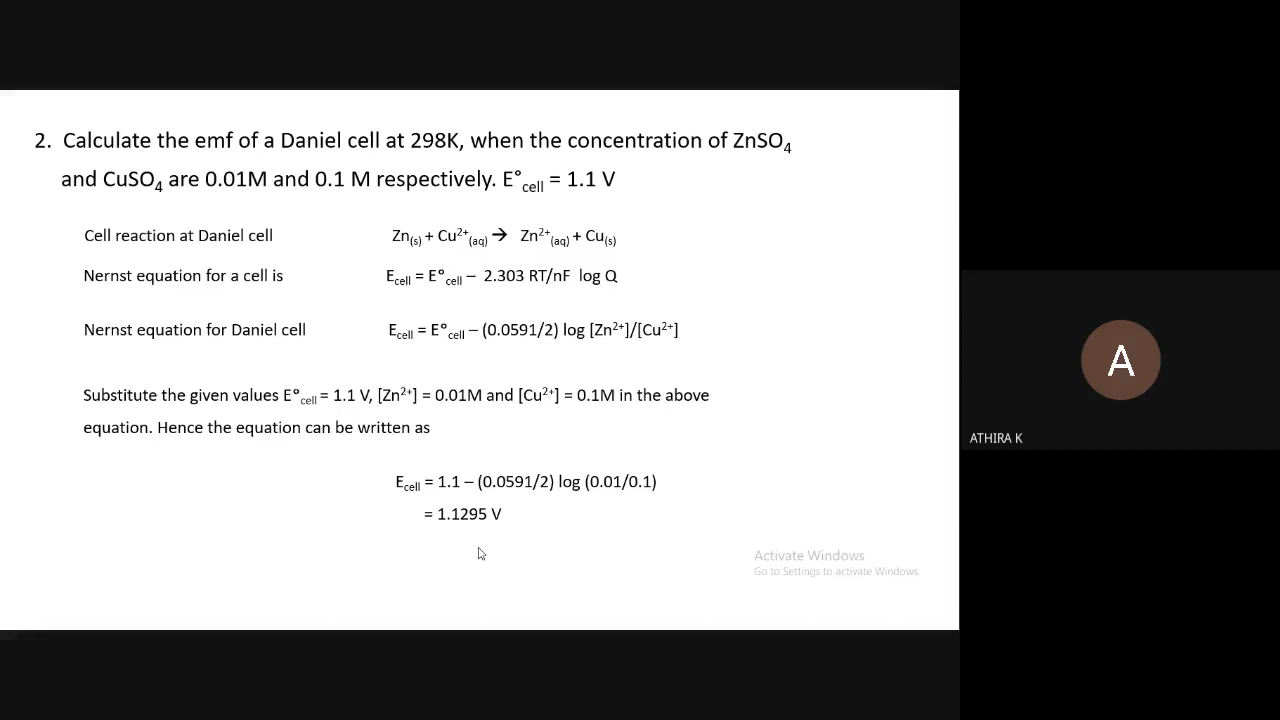 2. Calculate the emf of a Daniel cell at 298K, when the concentration of ZnSO₄
and CuSO₄ are 0.01M and 0.1 M respectively. E°cell = 1.1 V
Cell reaction at Daniel cell Zn(s) + Cu²⁺(aq) → Zn²⁺(aq) + Cu(s)
Nernst equation for a cell is Ecell = E°cell – 2.303 RT/nF log Q
Nernst equation for Daniel cell Ecell = E°cell – (0.0591/2) log [Zn²⁺]/[Cu²⁺]
Substitute the given values E°cell = 1.1 V, [Zn²⁺] = 0.01M and [Cu²⁺] = 0.1M in the above
equation. Hence the equation can be written as
Ecell = 1.1 – (0.0591/2) log (0.01/0.1)
= 1.1295 V
Activate Windows
Go to Settings to activate Windows.
A
ATHIRA K